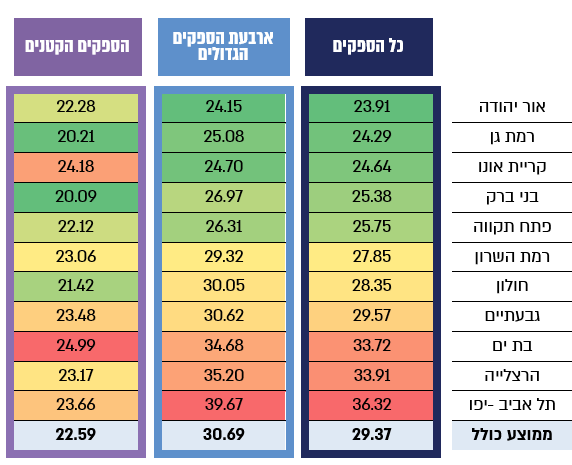 כל הספקים ארבעת הספקים הגדולים הספקים הקטנים
אור יהודה 23.91 24.15 22.28
רמת גן 24.29 25.08 20.21
קריית אונו 24.64 24.70 24.18
בני ברק 25.38 26.97 20.09
פתח תקווה 25.75 26.31 22.12
רמת השרון 27.85 29.32 23.06
חולון 28.35 30.05 21.42
גבעתיים 29.57 30.62 23.48
בת ים 33.72 34.68 24.99
הרצלייה 33.91 35.20 23.17
תל אביב -יפו 36.32 39.67 23.66
ממוצע כולל 29.37 30.69 22.59